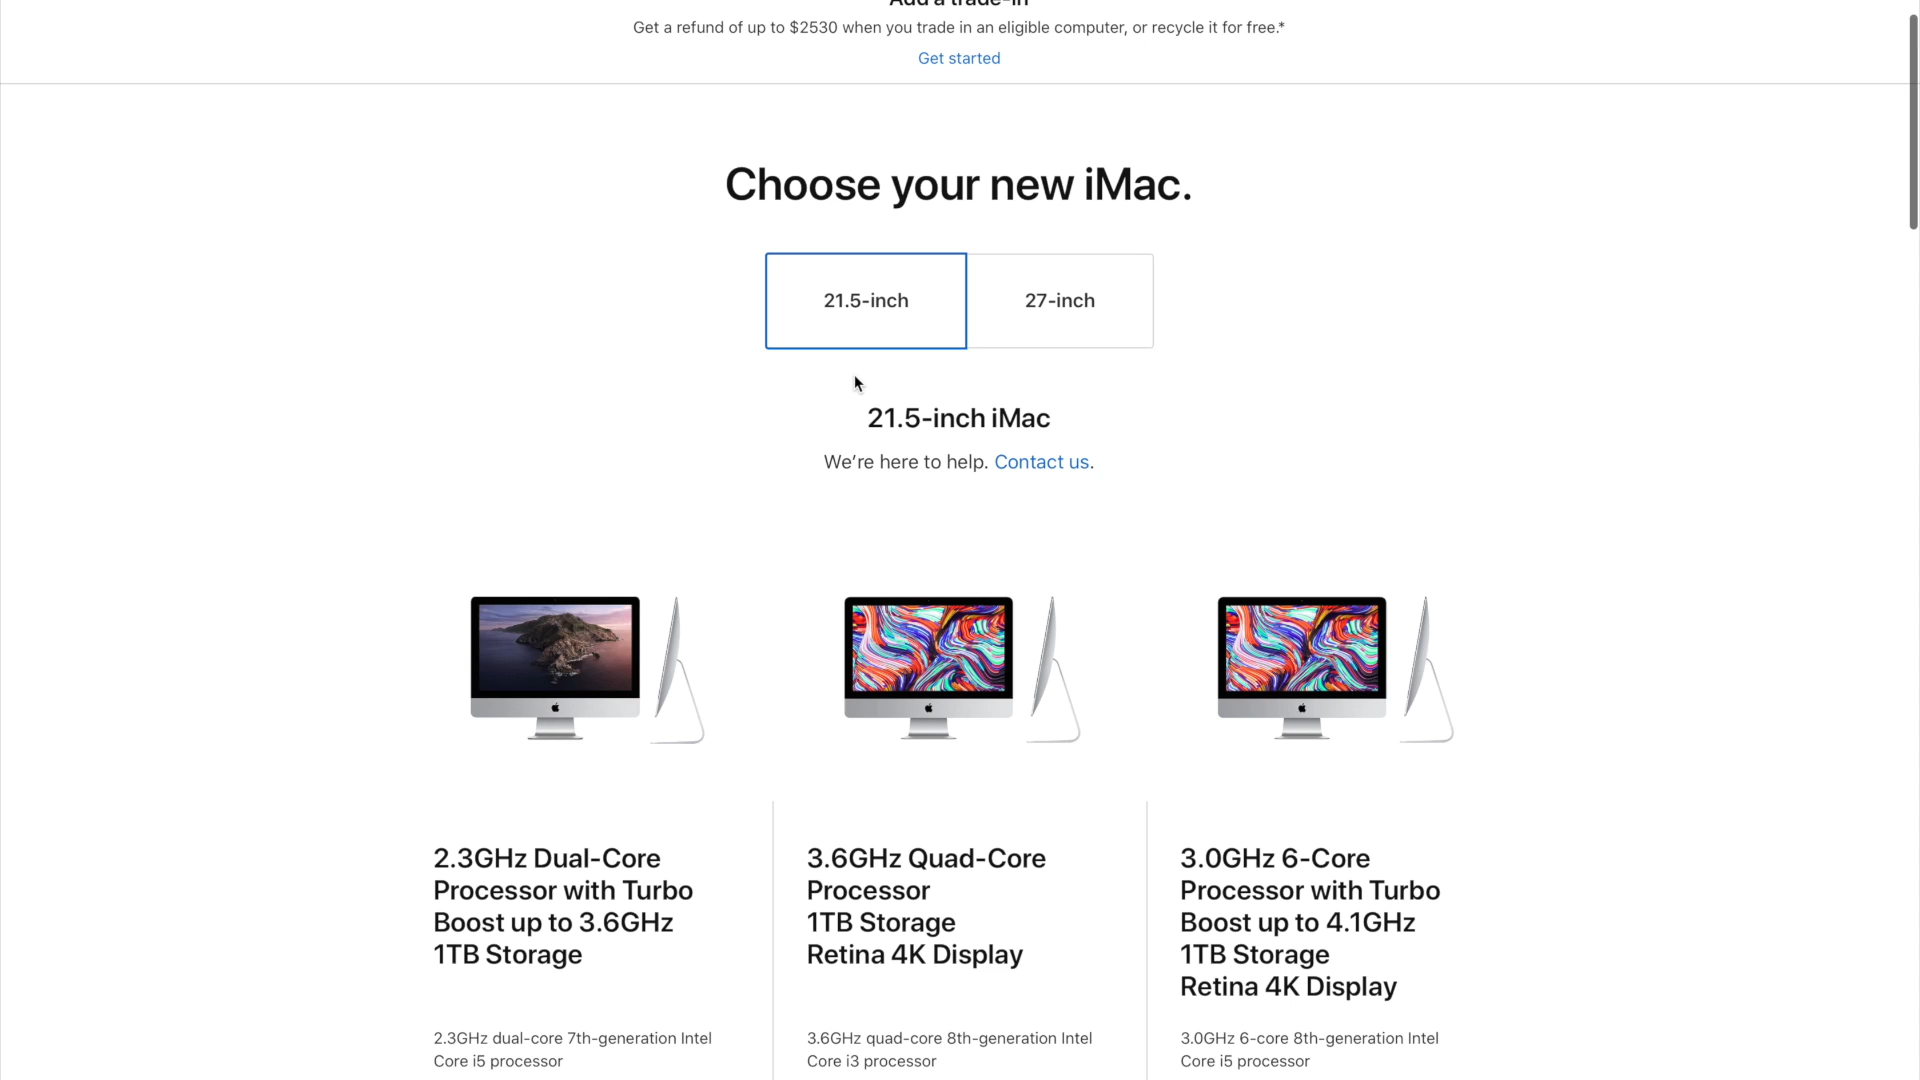 Add a trade-in
Get a refund of up to $2530 when you trade in an eligible computer, or recycle it for free.*
Get started
Choose your new iMac.
21.5-inch
27-inch
21.5-inch iMac
We’re here to help. Contact us.
2.3GHz Dual-Core
Processor with Turbo
Boost up to 3.6GHz
1TB Storage
2.3GHz dual-core 7th-generation Intel
Core i5 processor
3.6GHz Quad-Core
Processor
1TB Storage
Retina 4K Display
3.6GHz quad-core 8th-generation Intel
Core i3 processor
3.0GHz 6-Core
Processor with Turbo
Boost up to 4.1GHz
1TB Storage
Retina 4K Display
3.0GHz 6-core 8th-generation Intel
Core i5 processor